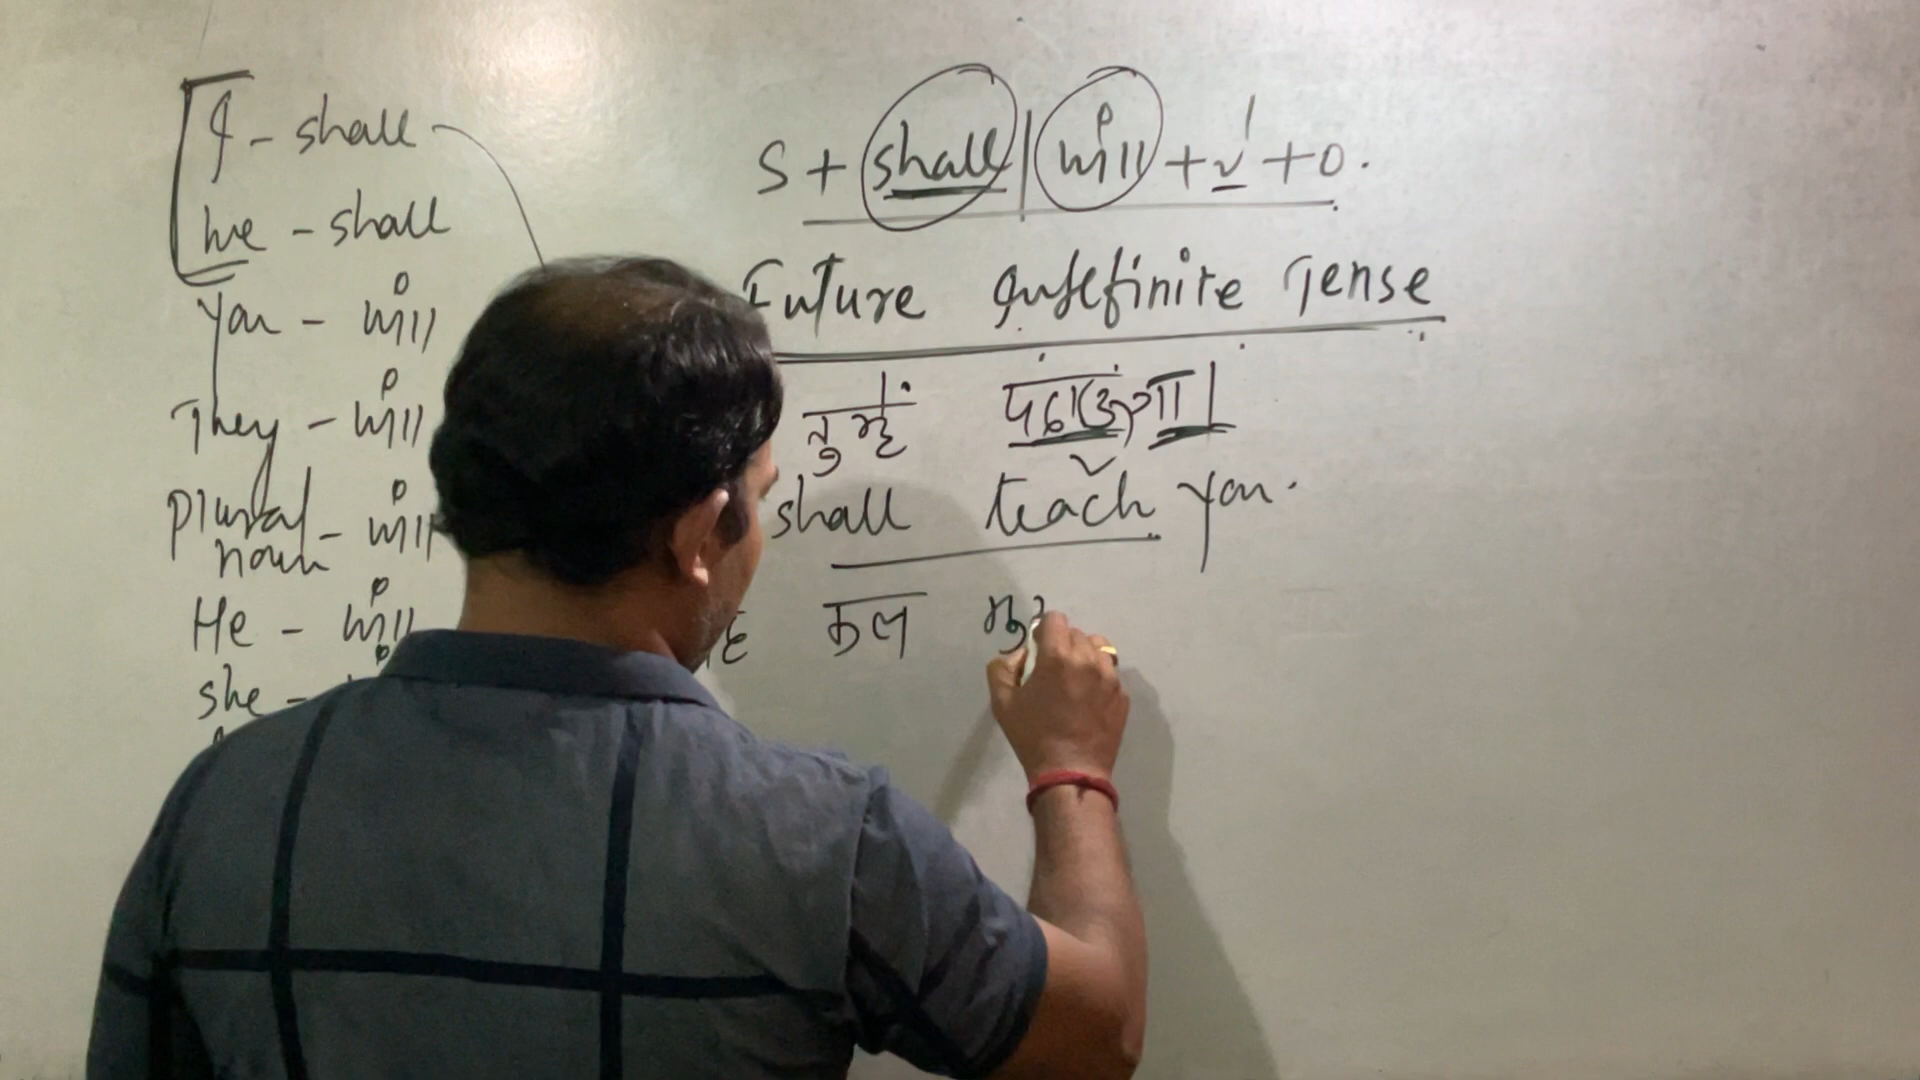 I - shall
we - shall
You - will
They - will
Plural noun - will
He - will
she -
S + shall | will + v¹ + o.
Future Indefinite Tense
तुम्हें पढाऊंगा।
shall teach you.
कल